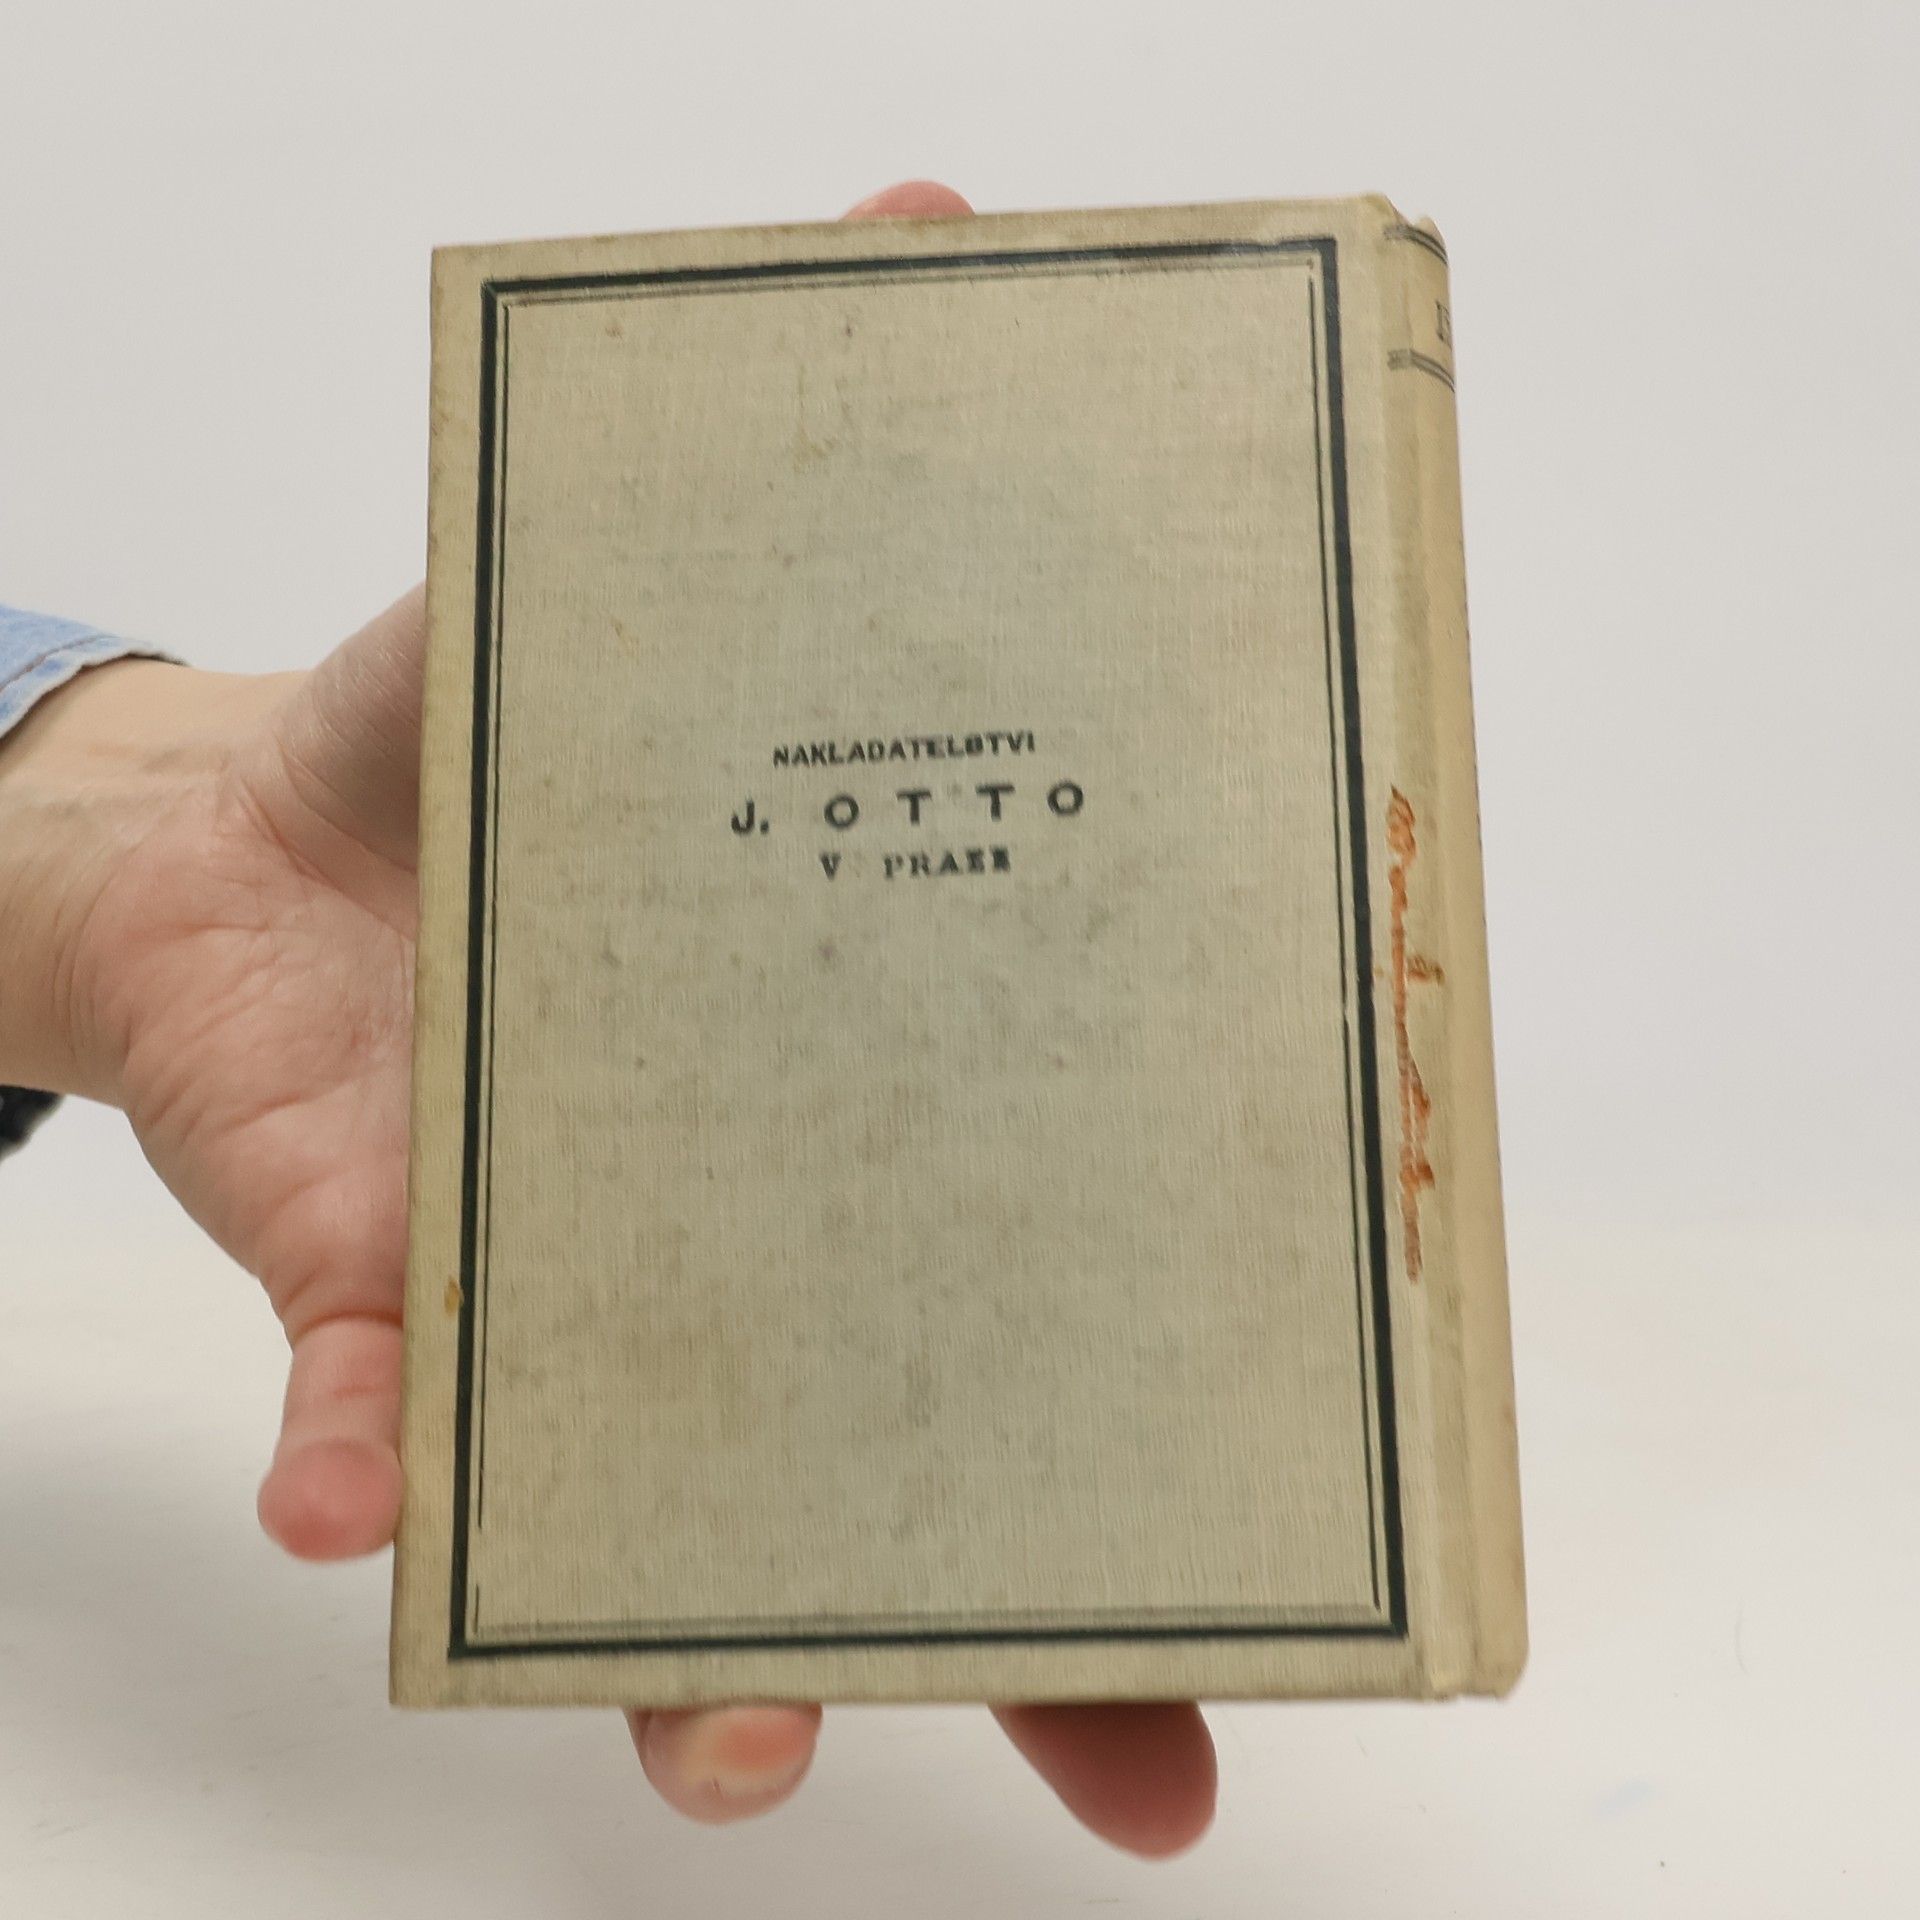 NAKLADATELSTVI
J. OTTO
V PRAZE